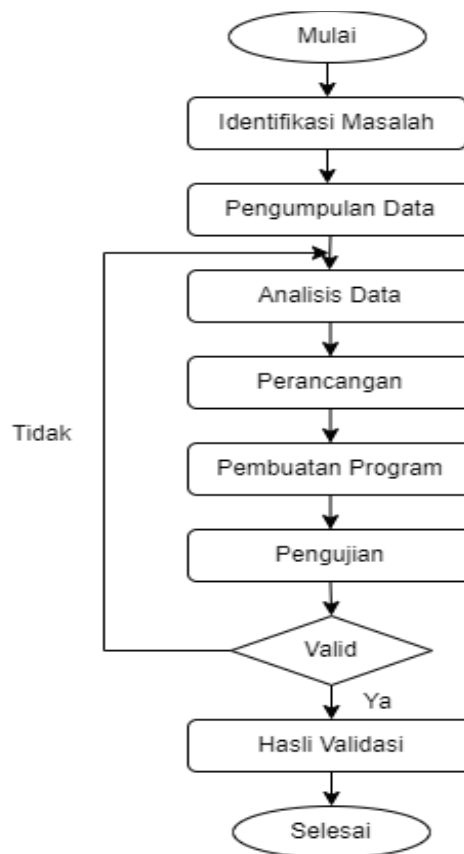 Mulai
Identifikasi Masalah
Pengumpulan Data
Analisis Data
Perancangan
Tidak
Pembuatan Program
Pengujian
Valid
Ya
Hasli Validasi
Selesai